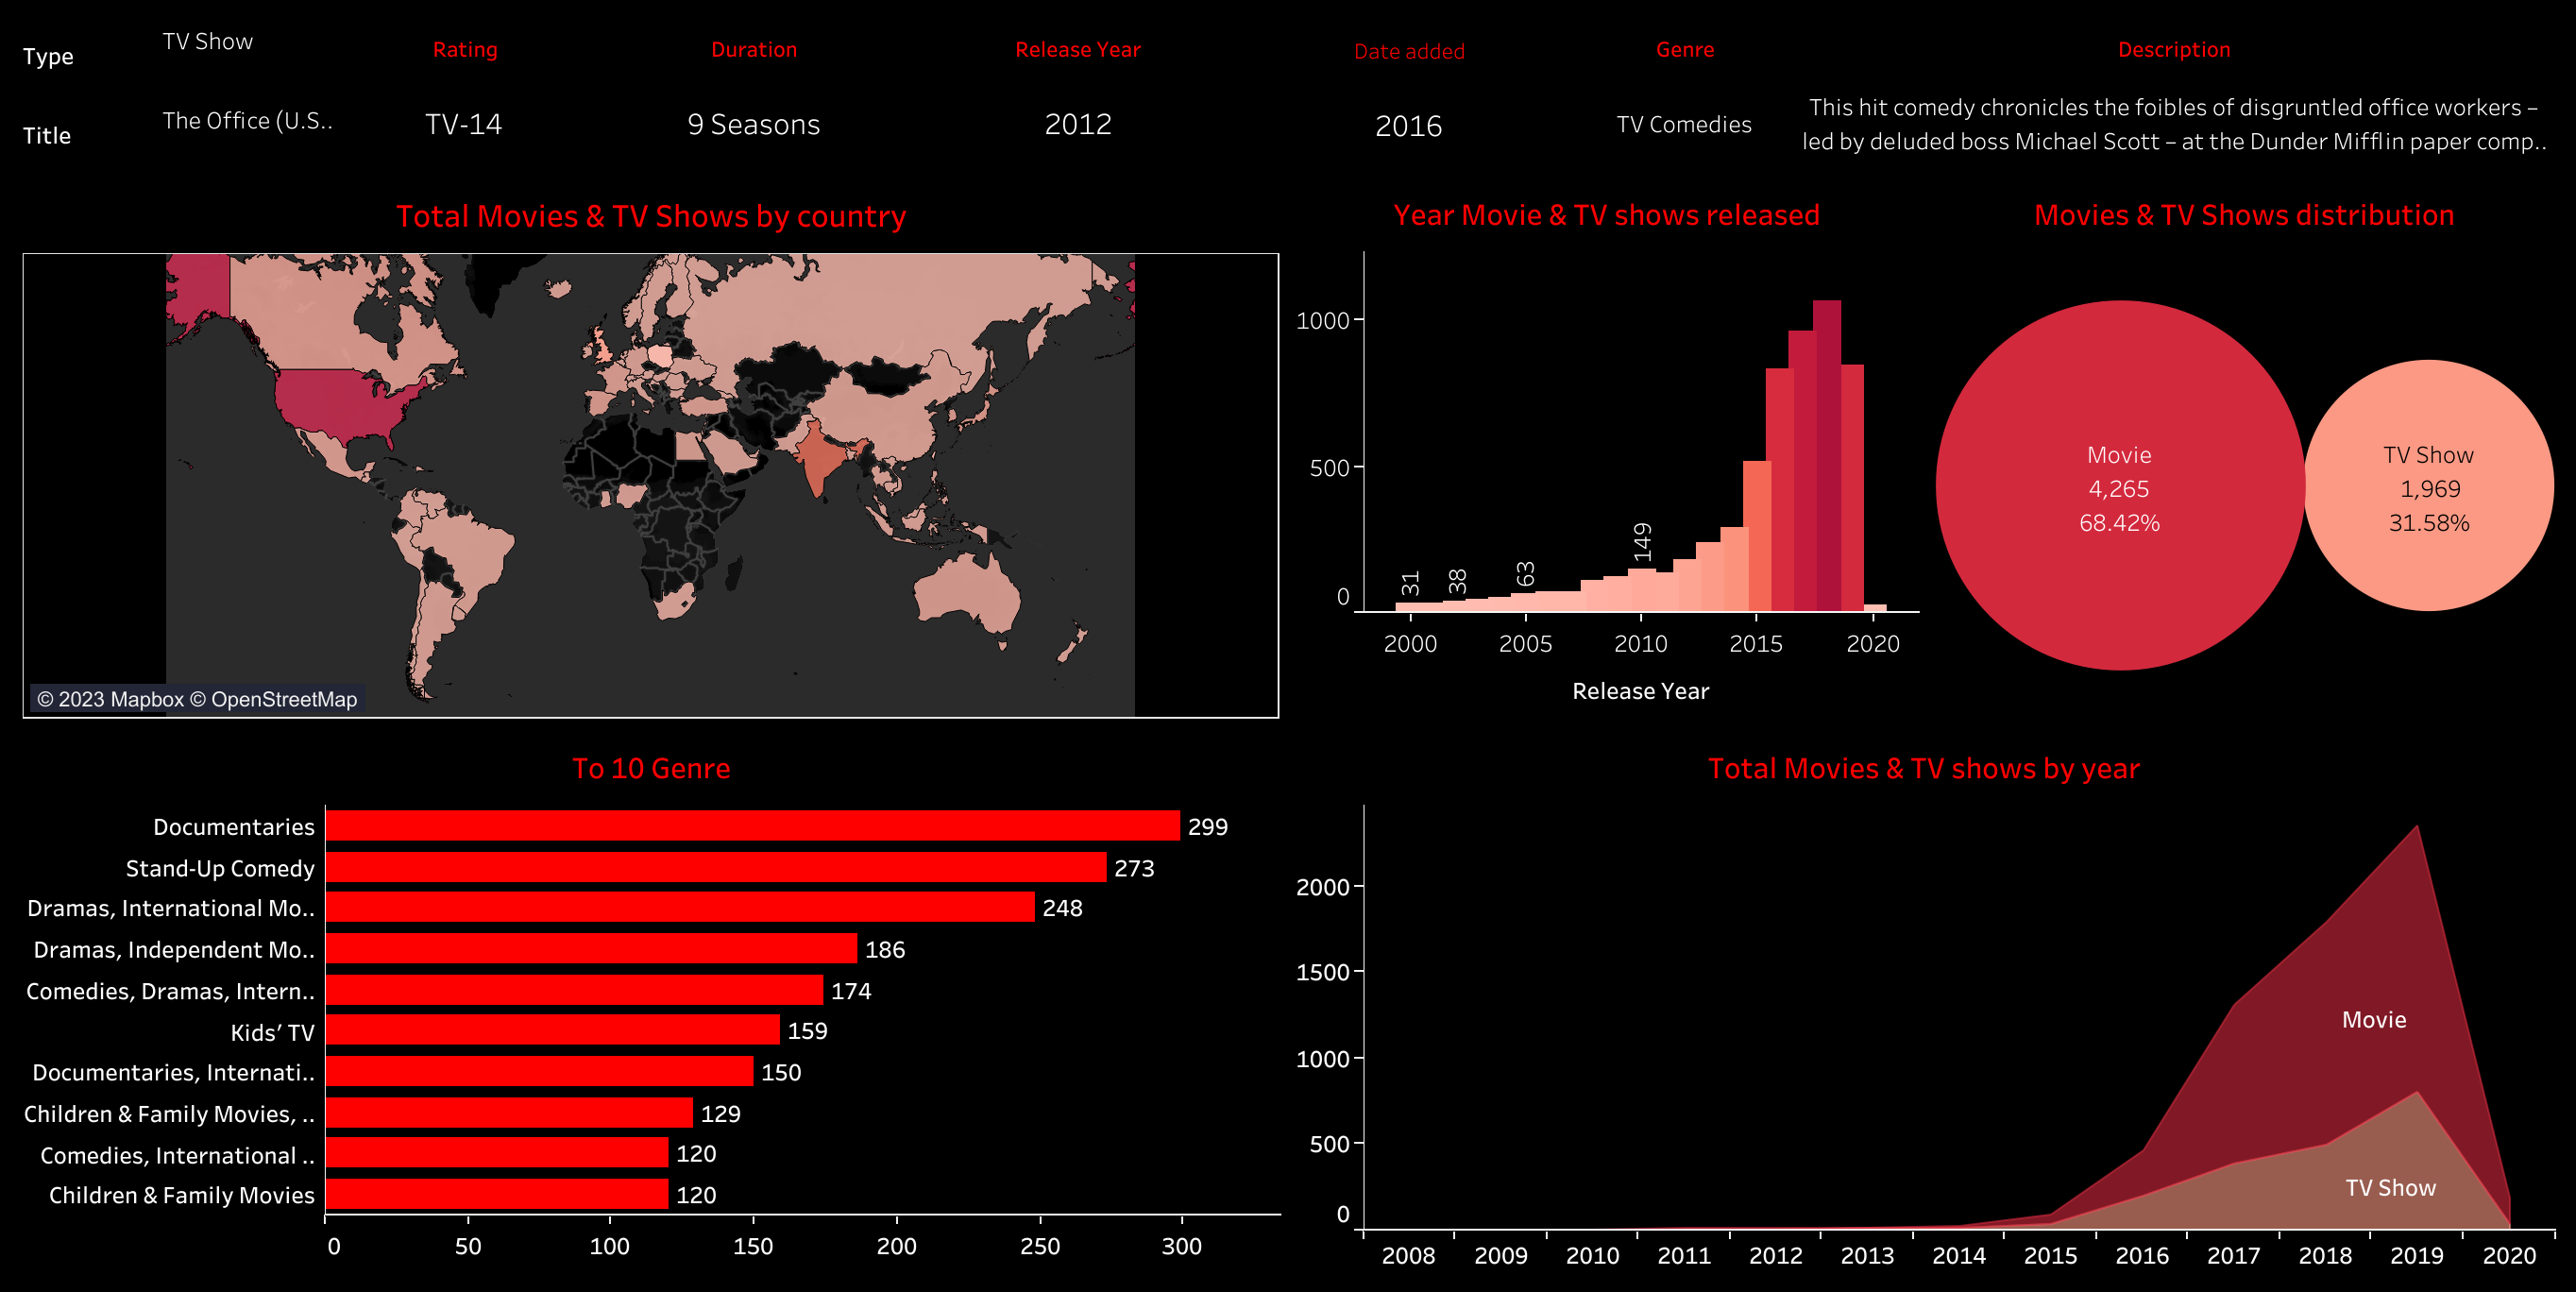 Type
TV Show
Rating
Duration
Release Year
Date added
Genre
Description
Title
The Office (U.S..
TV-14
9 Seasons
2012
2016
TV Comedies
This hit comedy chronicles the foibles of disgruntled office workers –
led by deluded boss Michael Scott – at the Dunder Mifflin paper comp..
Total Movies & TV Shows by country
© 2023 Mapbox © OpenStreetMap
Year Movie & TV shows released
1000
500
0
31
38
63
149
2000
2005
2010
2015
2020
Release Year
Movies & TV Shows distribution
Movie
4,265
68.42%
TV Show
1,969
31.58%
To 10 Genre
Documentaries
299
Stand-Up Comedy
273
Dramas, International Mo..
248
Dramas, Independent Mo..
186
Comedies, Dramas, Intern..
174
Kids’ TV
159
Documentaries, Internati..
150
Children & Family Movies, ..
129
Comedies, International ..
120
Children & Family Movies
120
0
50
100
150
200
250
300
Total Movies & TV shows by year
2000
1500
1000
500
0
Movie
TV Show
2008
2009
2010
2011
2012
2013
2014
2015
2016
2017
2018
2019
2020